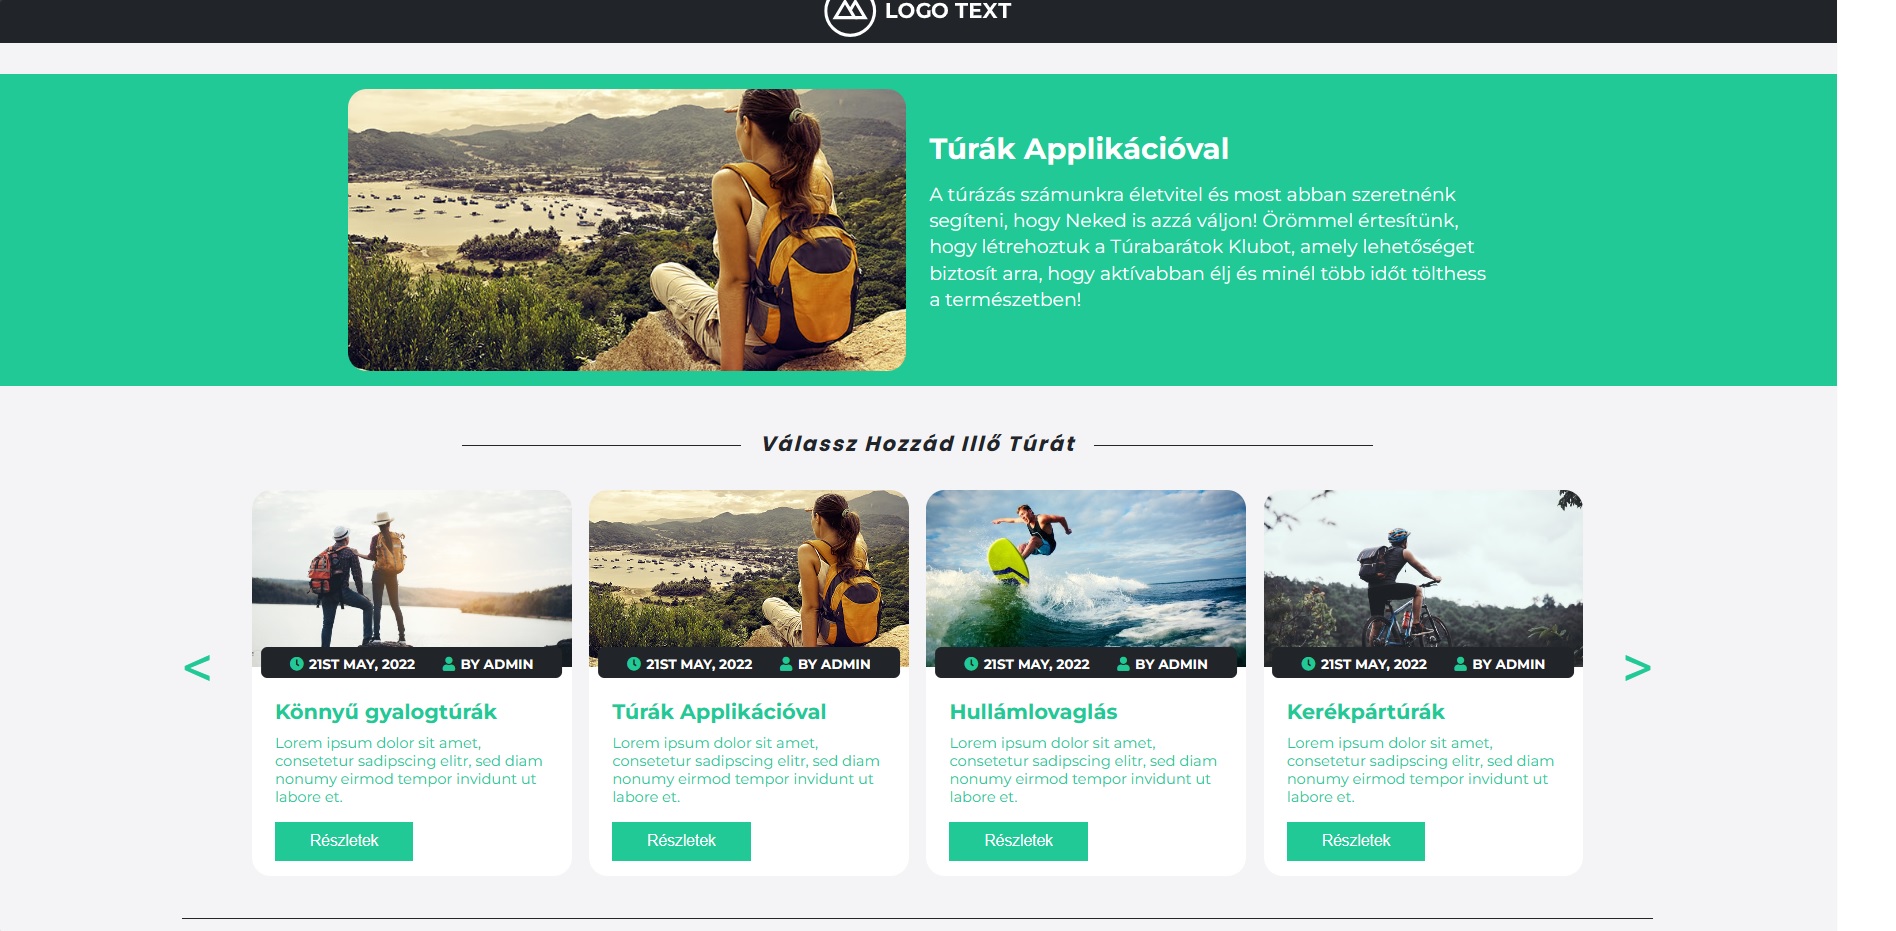 LOGO TEXT
Túrák Applikációval
A túrázás számunkra életvitel és most abban szeretnénk
segíteni, hogy Neked is azzá váljon! Örömmel értesítünk,
hogy létrehoztuk a Túrabarátok Klubot, amely lehetőséget
biztosít arra, hogy aktívabban élj és minél több időt tölthess
a természetben!
Válassz Hozzád Illő Túrát
<
21ST MAY, 2022 BY ADMIN
Könnyű gyalogtúrák
Lorem ipsum dolor sit amet,
consetetur sadipscing elitr, sed diam
nonumy eirmod tempor invidunt ut
labore et.
Részletek
21ST MAY, 2022 BY ADMIN
Túrák Applikációval
Lorem ipsum dolor sit amet,
consetetur sadipscing elitr, sed diam
nonumy eirmod tempor invidunt ut
labore et.
Részletek
21ST MAY, 2022 BY ADMIN
Hullámlovaglás
Lorem ipsum dolor sit amet,
consetetur sadipscing elitr, sed diam
nonumy eirmod tempor invidunt ut
labore et.
Részletek
21ST MAY, 2022 BY ADMIN
Kerékpártúrák
Lorem ipsum dolor sit amet,
consetetur sadipscing elitr, sed diam
nonumy eirmod tempor invidunt ut
labore et.
Részletek
>